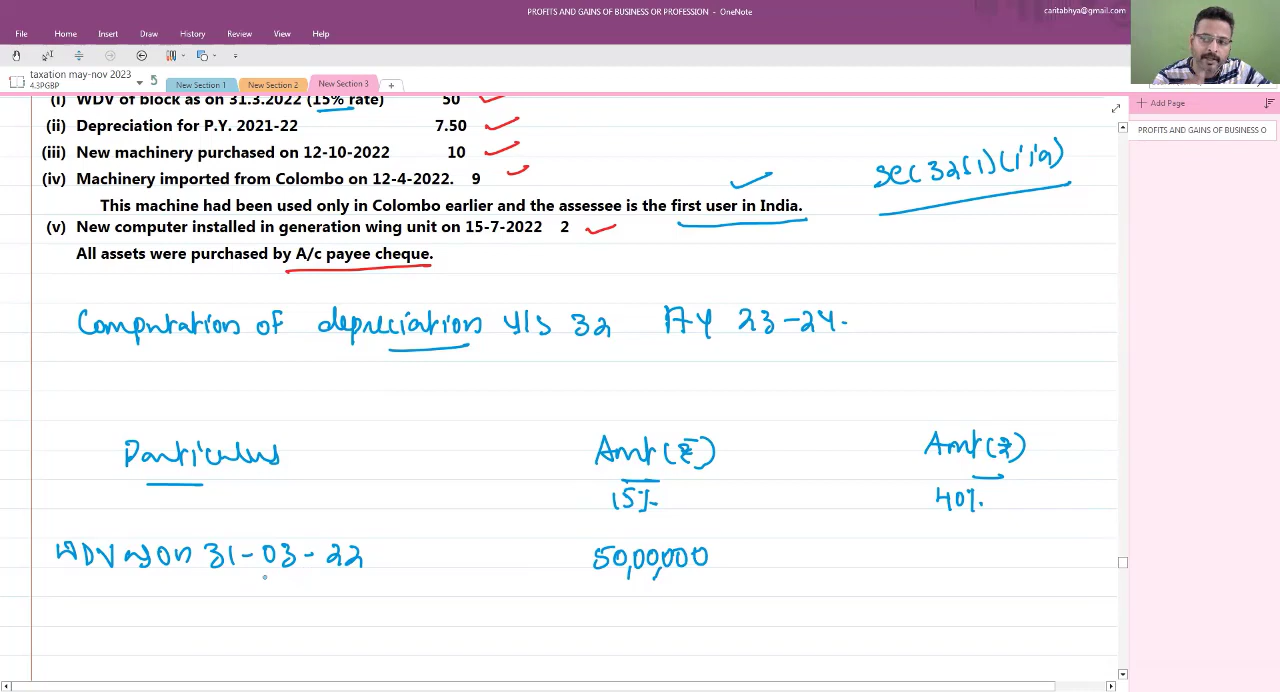 PROFITS AND GAINS OF BUSINESS OR PROFESSION - OneNote
caritabhya@gmail.com
File Home Insert Draw History Review View Help
taxation may-nov 2023
4.3PGBP
New Section 1 New Section 2 New Section 3 +
+ Add Page
PROFITS AND GAINS OF BUSINESS O
(i) WDV of block as on 31.3.2022 (15% rate) 50
(ii) Depreciation for P.Y. 2021-22 7.50
(iii) New machinery purchased on 12-10-2022 10
(iv) Machinery imported from Colombo on 12-4-2022. 9
This machine had been used only in Colombo earlier and the assessee is the first user in India.
(v) New computer installed in generation wing unit on 15-7-2022 2
All assets were purchased by A/c payee cheque.
Sec 32(1)(iia)
Computation of depreciation U/S 32 AY 23-24.
Particulars Amt (₹) Amt (₹)
15% 40%
WDV as on 31-03-22 50,00,000